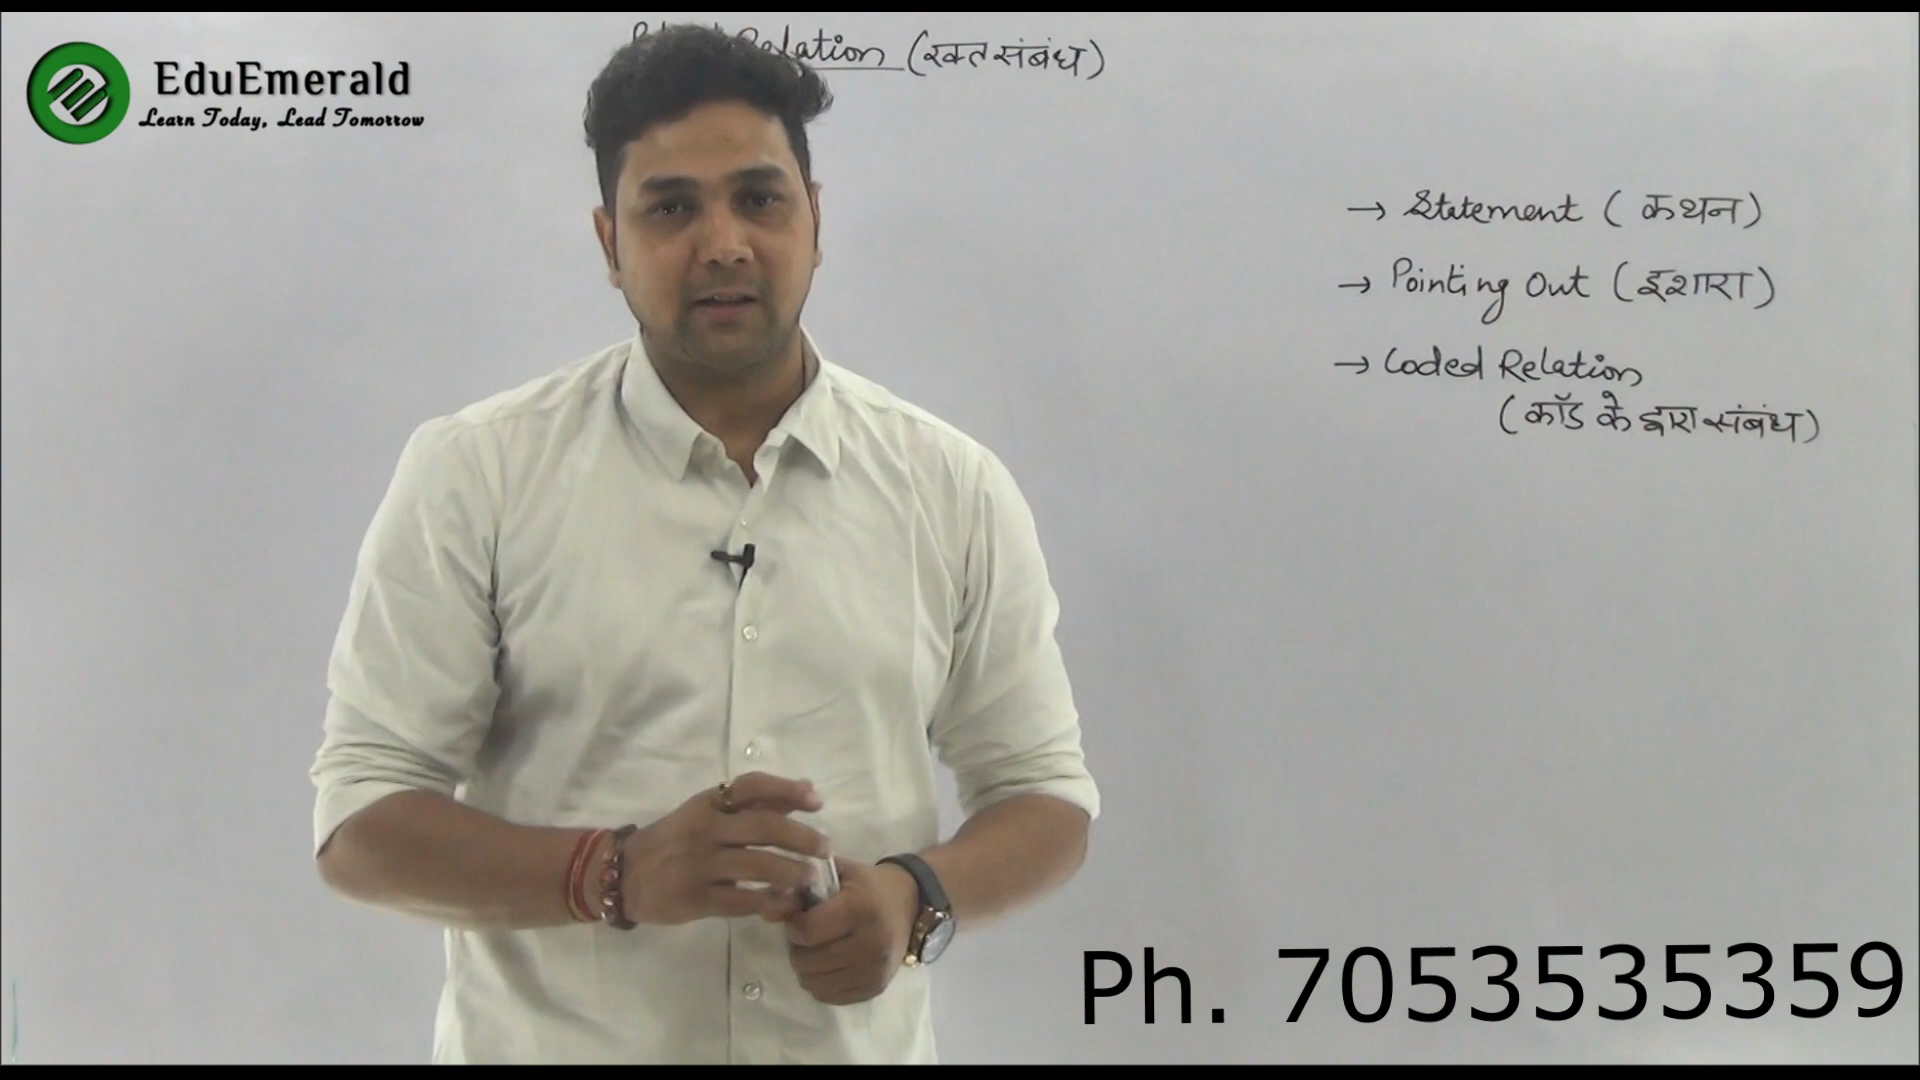 EduEmerald
Learn Today, Lead Tomorrow
Relation (रक्त संबंध)
→ Statement (कथन)
→ Pointing Out (इशारा)
→ Coded Relation
(कॉड के द्वारा संबंध)
Ph. 7053535359